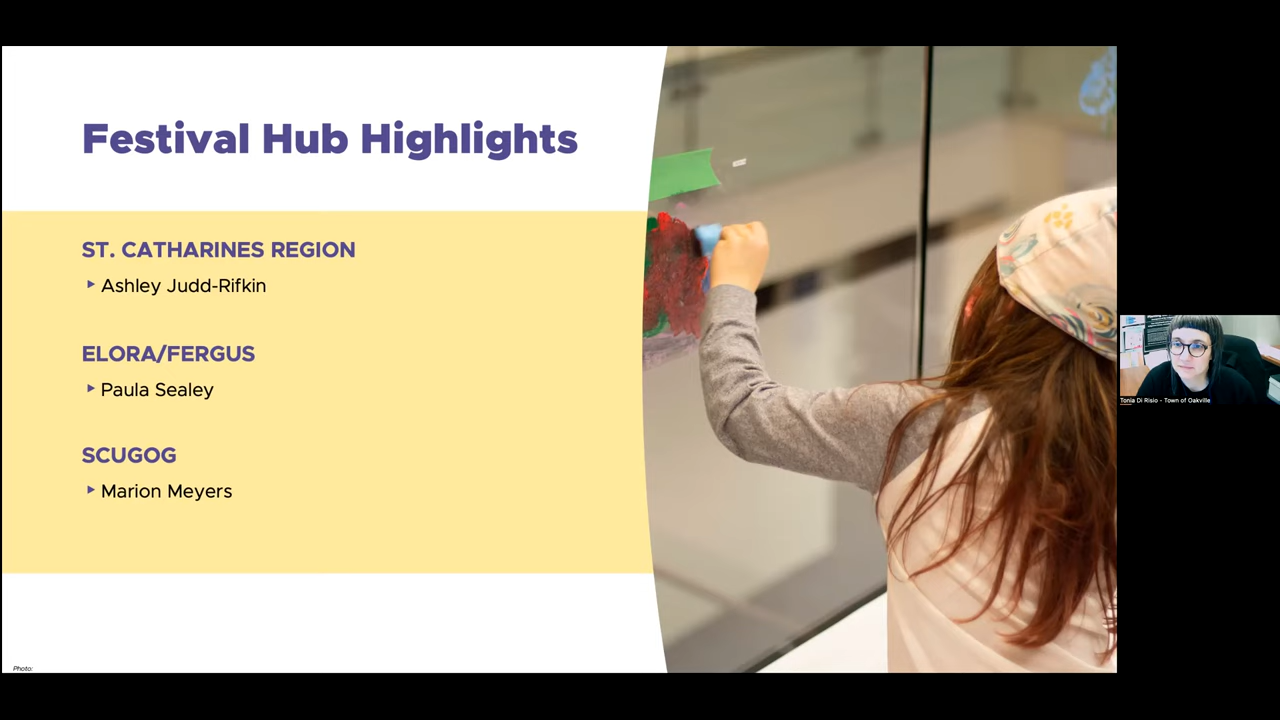 Festival Hub Highlights
ST. CATHARINES REGION
Ashley Judd-Rifkin
ELORA/FERGUS
Paula Sealey
SCUGOG
Marion Meyers
Photo:
Tonia Di Risio - Town of Oakville